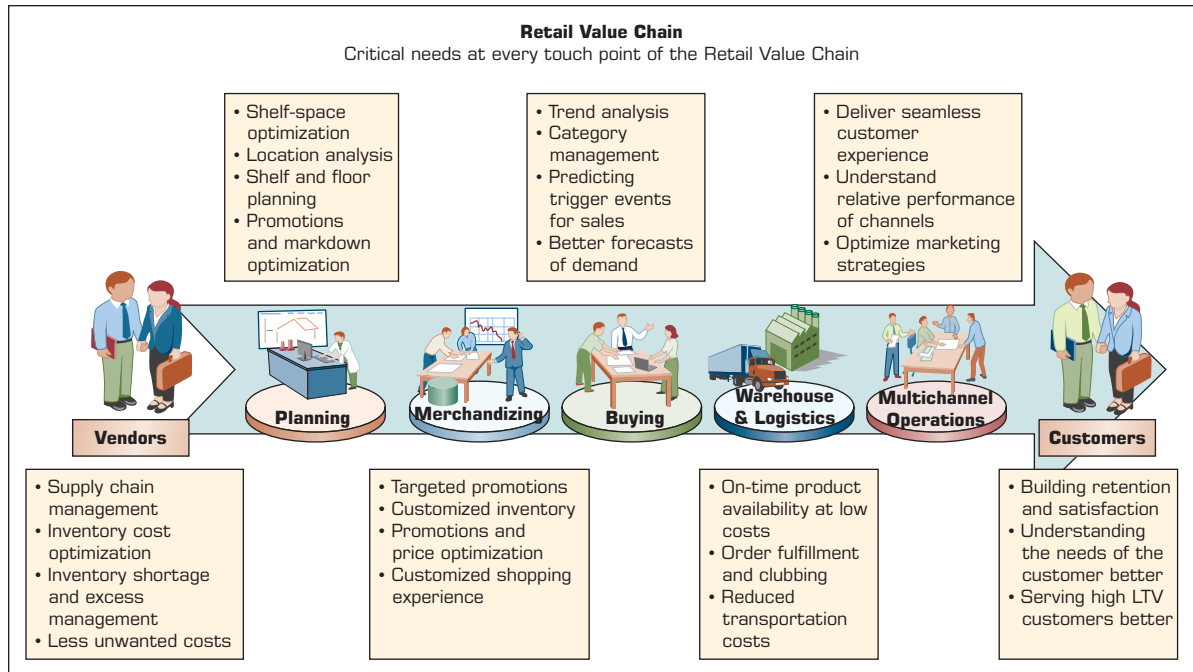 Retail Value Chain
Critical needs at every touch point of the Retail Value Chain
• Shelf-space
optimization
• Location analysis
• Shelf and floor
planning
• Promotions
and markdown
optimization
• Trend analysis
• Category
management
• Predicting
trigger events
for sales
• Better forecasts
of demand
• Deliver seamless
customer
experience
• Understand
relative performance
of channels
• Optimize marketing
strategies
Vendors
Planning
Merchandizing
Buying
Warehouse
& Logistics
Multichannel
Operations
Customers
• Supply chain
management
• Inventory cost
optimization
• Inventory shortage
and excess
management
• Less unwanted costs
• Targeted promotions
• Customized inventory
• Promotions and
price optimization
• Customized shopping
experience
• On-time product
availability at low
costs
• Order fulfillment
and clubbing
• Reduced
transportation
costs
• Building retention
and satisfaction
• Understanding
the needs of the
customer better
• Serving high LTV
customers better